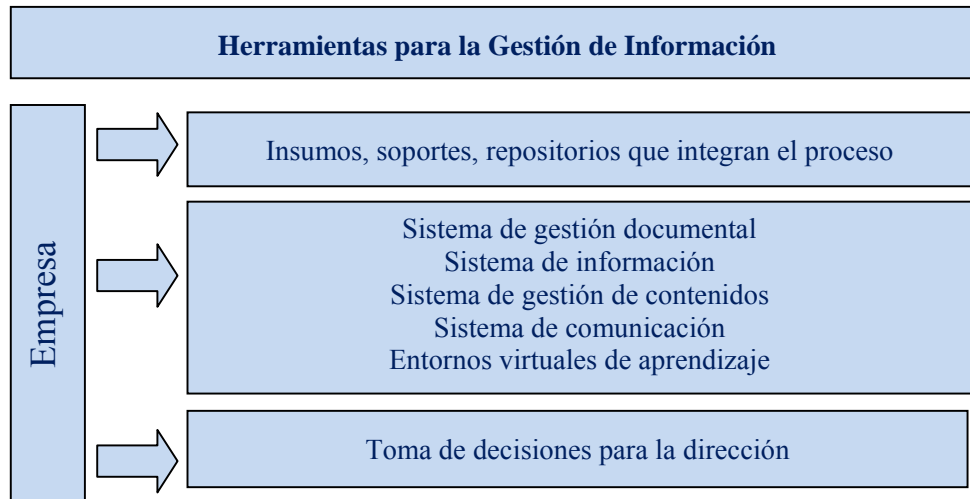 Herramientas para la Gestión de Información
Empresa
Insumos, soportes, repositorios que integran el proceso
Sistema de gestión documental
Sistema de información
Sistema de gestión de contenidos
Sistema de comunicación
Entornos virtuales de aprendizaje
Toma de decisiones para la dirección